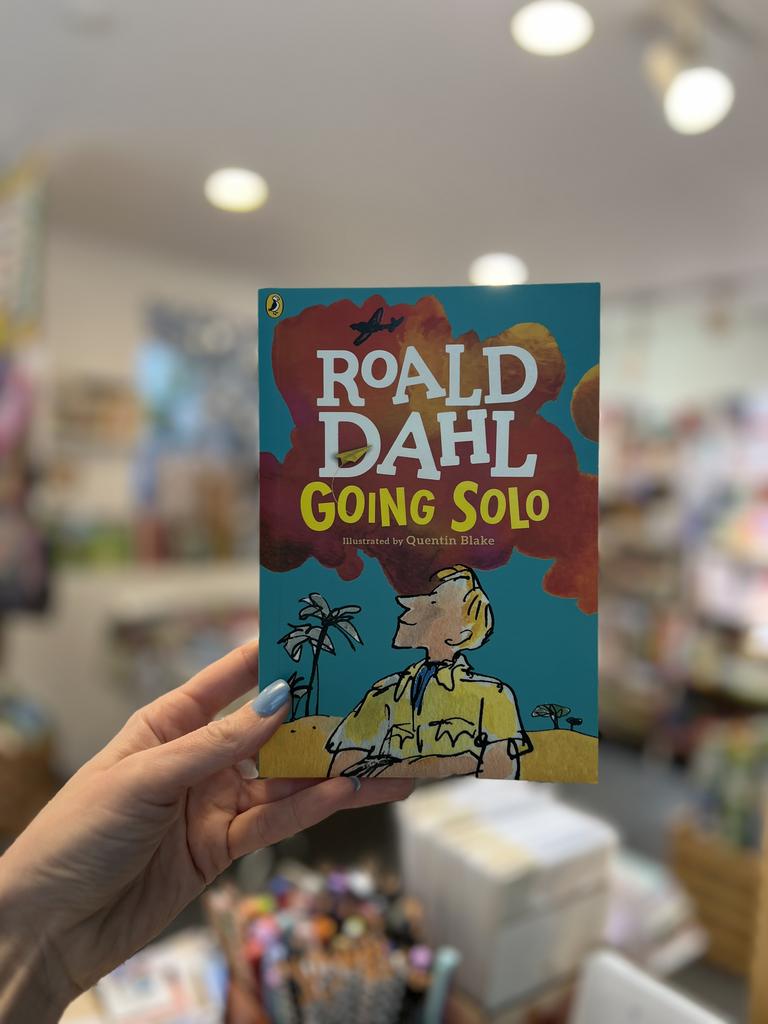 ROALD
DAHL
GOING SOLO
Illustrated by Quentin Blake